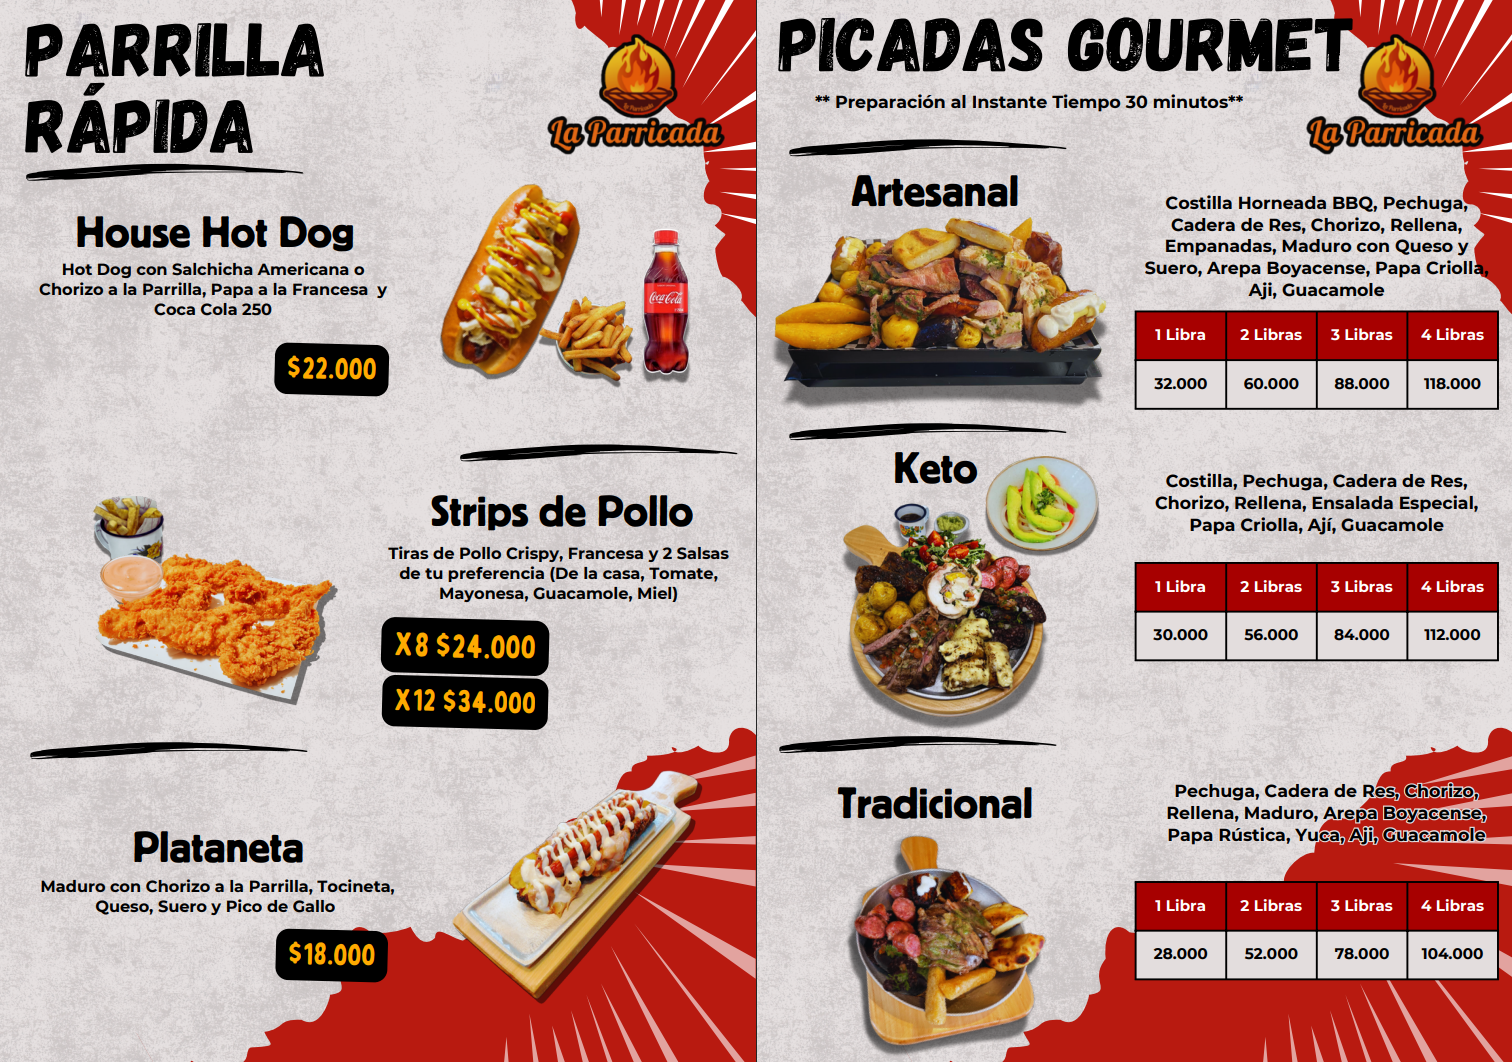 PARRILLA
RÁPIDA
La Parricada
La Parricada
House Hot Dog
Hot Dog con Salchicha Americana o
Chorizo a la Parrilla, Papa a la Francesa y
Coca Cola 250
$22.000
Coca-Cola
Strips de Pollo
Tiras de Pollo Crispy, Francesa y 2 Salsas
de tu preferencia (De la casa, Tomate,
Mayonesa, Guacamole, Miel)
X8 $24.000
X12 $34.000
Plataneta
Maduro con Chorizo a la Parrilla, Tocineta,
Queso, Suero y Pico de Gallo
$18.000
PICADAS GOURMET
** Preparación al Instante Tiempo 30 minutos**
La Parricada
La Parricada
Artesanal
Costilla Horneada BBQ, Pechuga,
Cadera de Res, Chorizo, Rellena,
Empanadas, Maduro con Queso y
Suero, Arepa Boyacense, Papa Criolla,
Aji, Guacamole
1 Libra 2 Libras 3 Libras 4 Libras
32.000 60.000 88.000 118.000
Keto
Costilla, Pechuga, Cadera de Res,
Chorizo, Rellena, Ensalada Especial,
Papa Criolla, Ají, Guacamole
1 Libra 2 Libras 3 Libras 4 Libras
30.000 56.000 84.000 112.000
Tradicional
Pechuga, Cadera de Res, Chorizo,
Rellena, Maduro, Arepa Boyacense,
Papa Rústica, Yuca, Aji, Guacamole
1 Libra 2 Libras 3 Libras 4 Libras
28.000 52.000 78.000 104.000